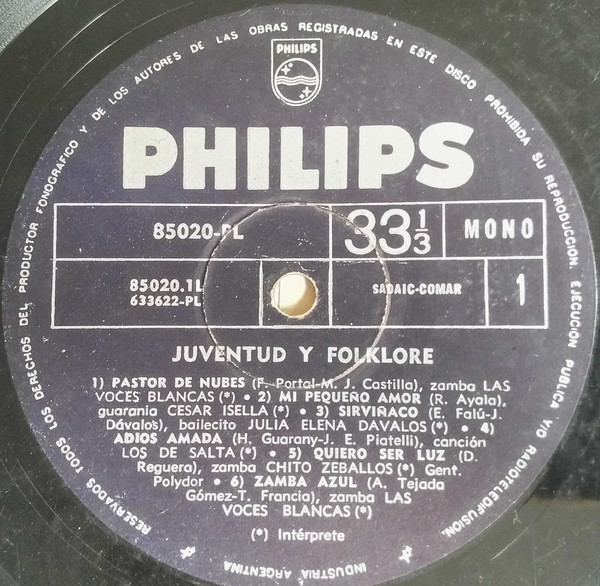 RESERVADOS TODOS LOS DERECHOS DEL PRODUCTOR FONOGRAFICO Y DE LOS AUTORES DE LAS OBRAS REGISTRADAS EN ESTE DISCO PROHIBIDA SU REPRODUCCION. EJECUCION PUBLICA Y/O RADIOTELEDIFUSION.
PHILIPS
PHILIPS
85020-PL
33 1/3
MONO
85020.1L
633622-PL
SADAIC-COMAR
1
JUVENTUD Y FOLKLORE
1) PASTOR DE NUBES (F. Portal-M. J. Castilla), zamba LAS
VOCES BLANCAS (*) • 2) MI PEQUEÑO AMOR (R. Ayala),
guarania CESAR ISELLA (*) • 3) SIRVIÑACO (E. Falú-J.
Dávalos), bailecito JULIA ELENA DAVALOS (*) • 4)
ADIOS AMADA (H. Guarany-J. E. Piatelli), canción
LOS DE SALTA (*) • 5) QUIERO SER LUZ (D.
Reguera), zamba CHITO ZEBALLOS (*) Gent.
Polydor • 6) ZAMBA AZUL (A. Tejada
Gómez-T. Francia), zamba LAS
VOCES BLANCAS (*)
(*) Intérprete
INDUSTRIA ARGENTINA